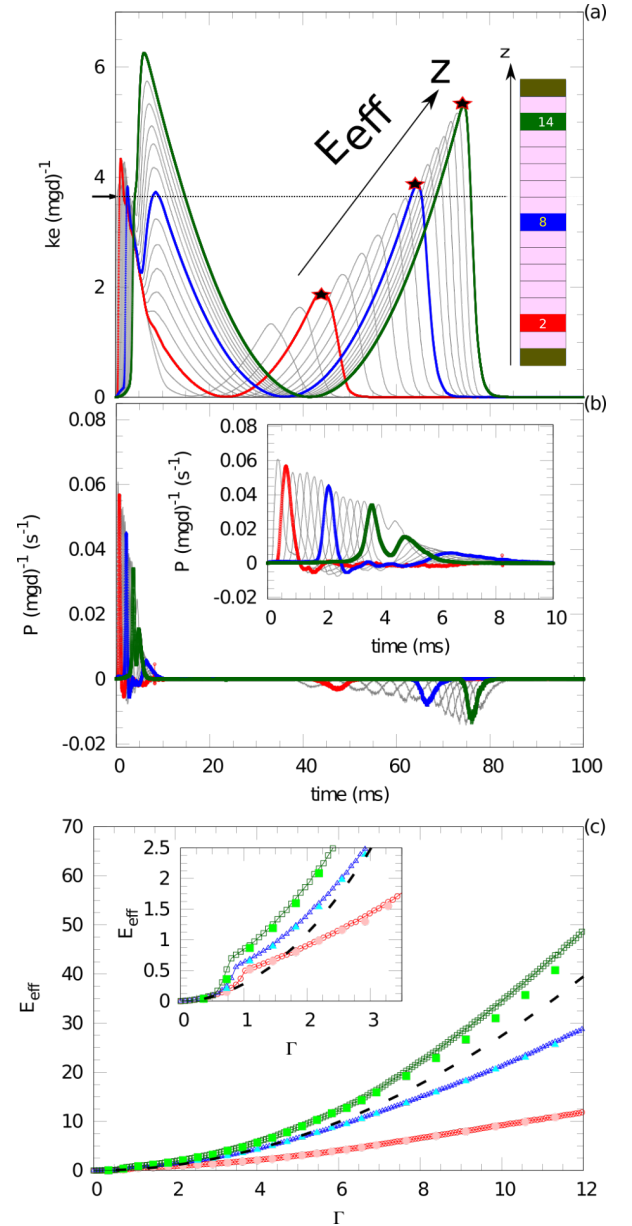 (a)
6
4
2
0
ke (mgd)-1
Eeff
z
z
14
8
2
(b)
0.08
0.06
0.04
0.02
0
-0.02
P (mgd)-1 (s-1)
0.08
0.06
0.04
0.02
0
-0.02
P (mgd)-1 (s-1)
0 2 4 6 8 10
time (ms)
0 20 40 60 80 100
time (ms)
(c)
70
60
50
40
30
20
10
0
Eeff
2.5
2
1.5
1
0.5
0
Eeff
0 1 2 3
Γ
0 2 4 6 8 10 12
Γ